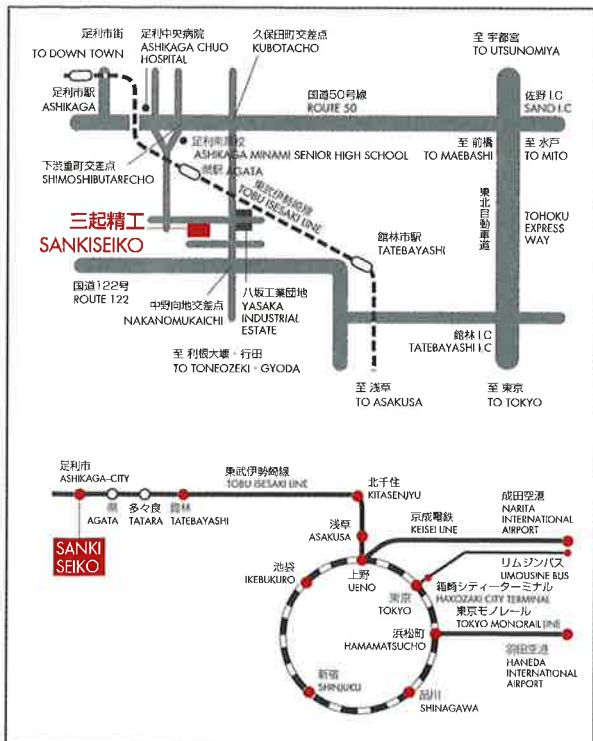 足利市街
TO DOWN TOWN
足利市駅
ASHIKAGA
足利中央病院
ASHIKAGA CHUO
HOSPITAL
久保田町交差点
KUBOTACHO
至 宇都宮
TO UTSUNOMIYA
国道50号線
ROUTE 50
佐野 I.C
SANO I.C
至 前橋
TO MAEBASHI
至 水戸
TO MITO
足利南高校
ASHIKAGA MINAMI SENIOR HIGH SCHOOL
下渋垂町交差点
SHIMOSHIBUTARECHO
県駅 AGATA
東武伊勢崎線
TOBU ISESAKI LINE
三起精工
SANKISEIKO
館林市駅
TATEBAYASHI
東北自動車道
TOHOKU
EXPRESS
WAY
国道122号
ROUTE 122
中野向地交差点
NAKANOMUKAICHI
八坂工業団地
YASAKA
INDUSTRIAL
ESTATE
館林 I.C
TATEBAYASHI I.C
至 利根大堰・行田
TO TONEOZEKI・GYODA
至 浅草
TO ASAKUSA
至 東京
TO TOKYO
足利市
ASHIKAGA-CITY
県
AGATA
多々良
TATARA
館林
TATEBAYASHI
東武伊勢崎線
TOBU ISESAKI LINE
北千住
KITASENJYU
SANKI
SEIKO
浅草
ASAKUSA
京成電鉄
KEISEI LINE
成田空港
NARITA
INTERNATIONAL
AIRPORT
リムジンバス
LIMOUSINE BUS
池袋
IKEBUKURO
上野
UENO
東京
TOKYO
箱崎シティーターミナル
HAKOZAKI CITY TERMINAL
東京モノレール
TOKYO MONORAIL LINE
浜松町
HAMAMATSUCHO
羽田空港
HANEDA
INTERNATIONAL
AIRPORT
新宿
SHINJUKU
品川
SHINAGAWA